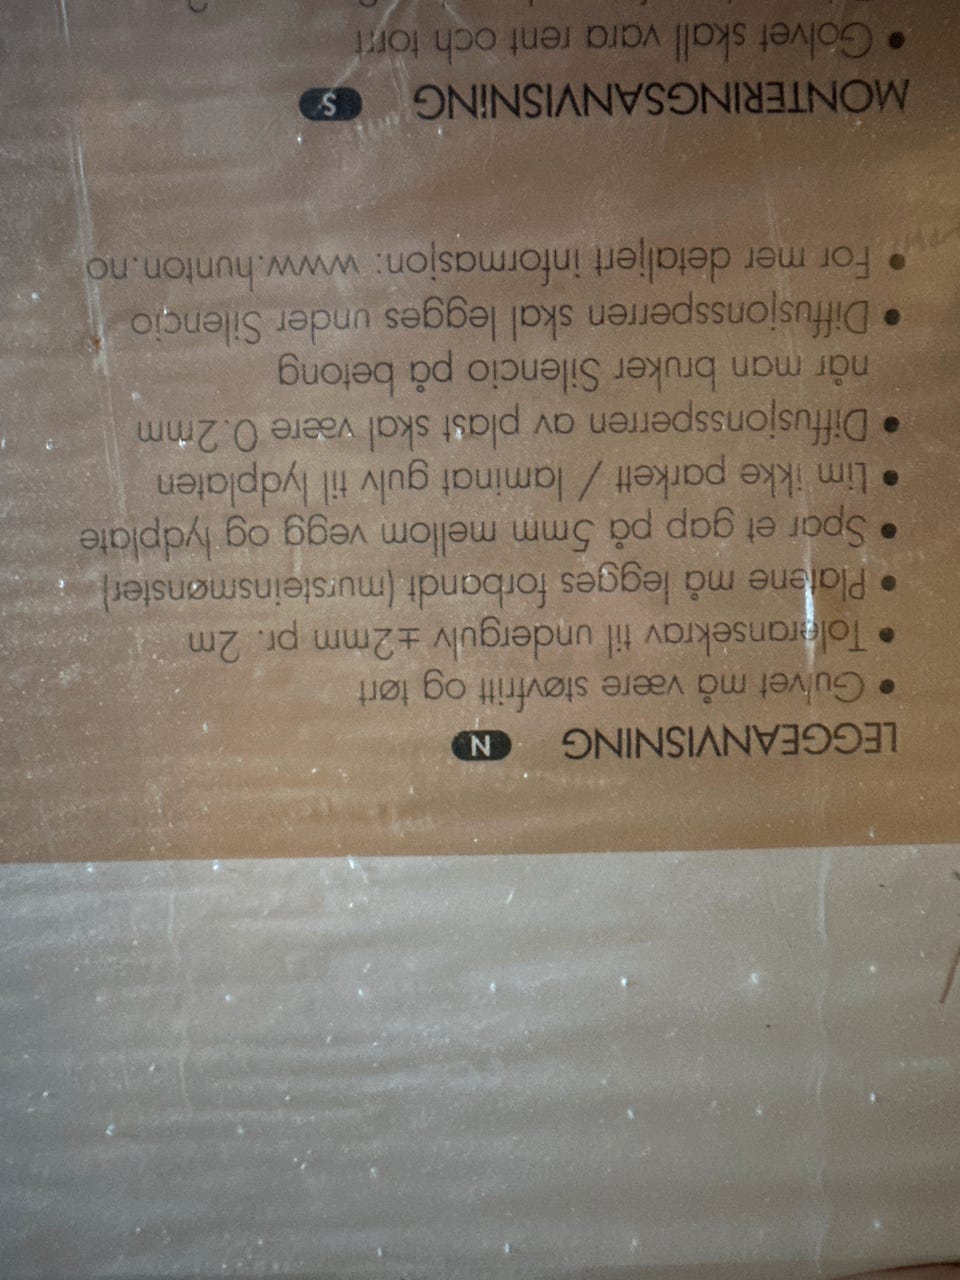 LEGGEANVISNING N
• Gulvet må være støvfritt og tørt
• Toleransekrav til undergulv ±2mm pr. 2m
• Platene må legges forbandt (mursteinsmønster)
• Spar et gap på 5mm mellom vegg og lydplate
• Lim ikke parkett / laminat gulv til lydplaten
• Diffusjonssperren av plast skal være 0.2mm
når man bruker Silencio på betong
• Diffusjonssperren skal legges under Silencio
• For mer detaljert informasjon: www.hunton.no
MONTERINGSANVISNING S
• Golvet skall vara rent och torrt